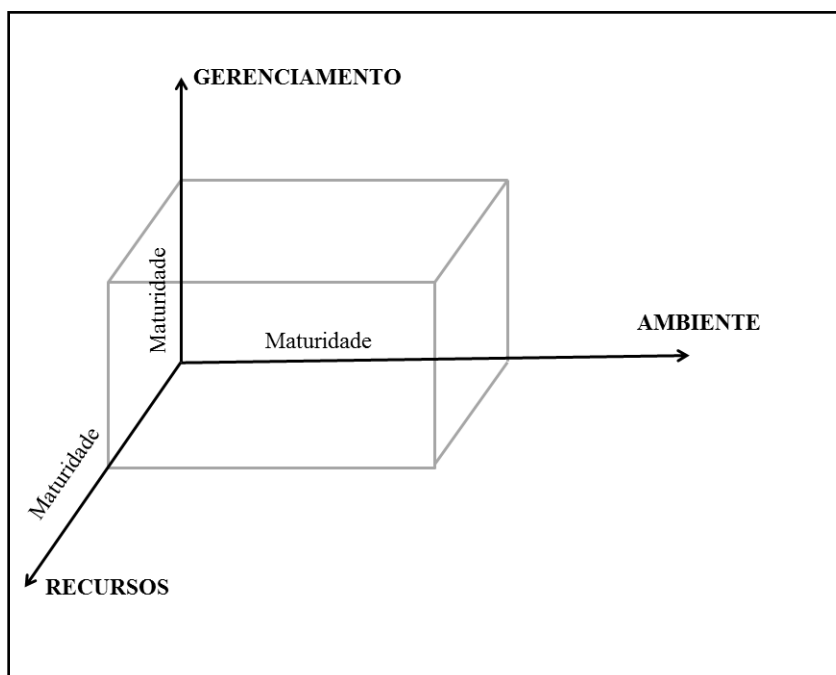 GERENCIAMENTO
Maturidade
AMBIENTE
Maturidade
Maturidade
RECURSOS